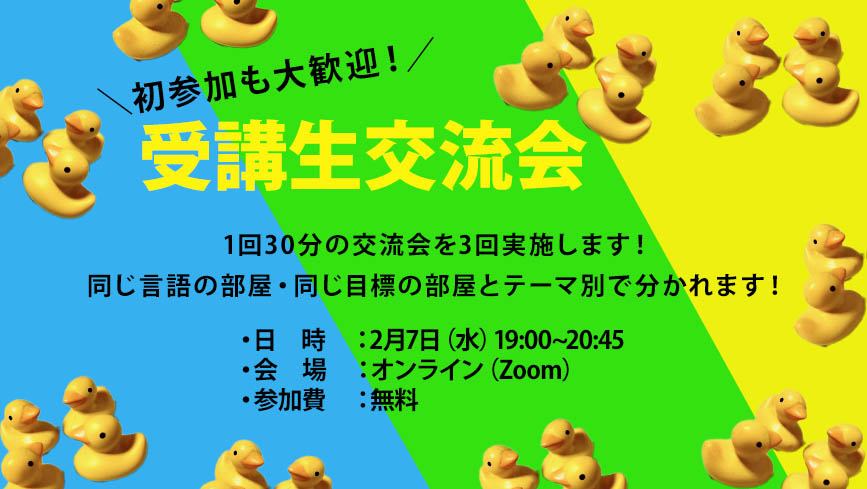 ＼初参加も大歓迎！／
受講生交流会
1回30分の交流会を3回実施します！
同じ言語の部屋・同じ目標の部屋とテーマ別で分かれます！
・日　時　：2月7日（水）19:00~20:45
・会　場　：オンライン（Zoom）
・参加費　：無料